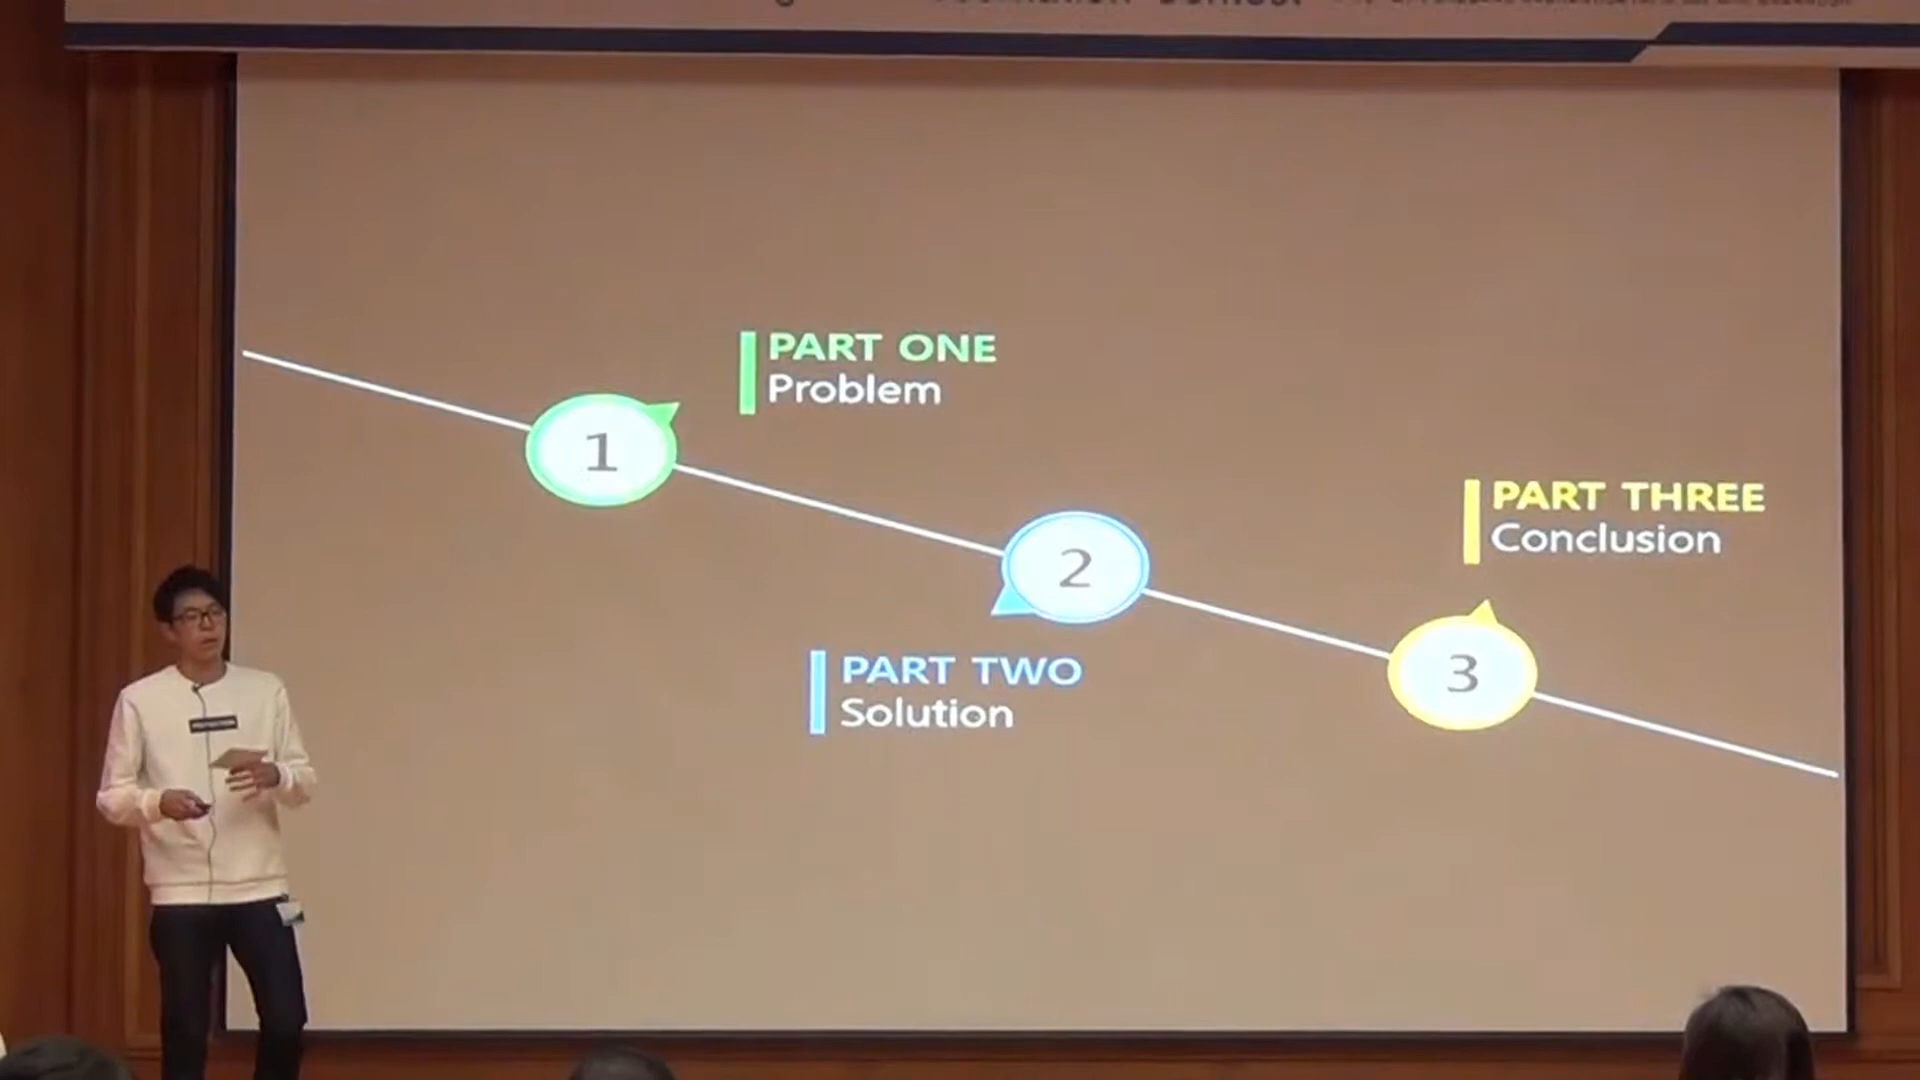 PART ONE
Problem
1
2
PART TWO
Solution
PART THREE
Conclusion
3